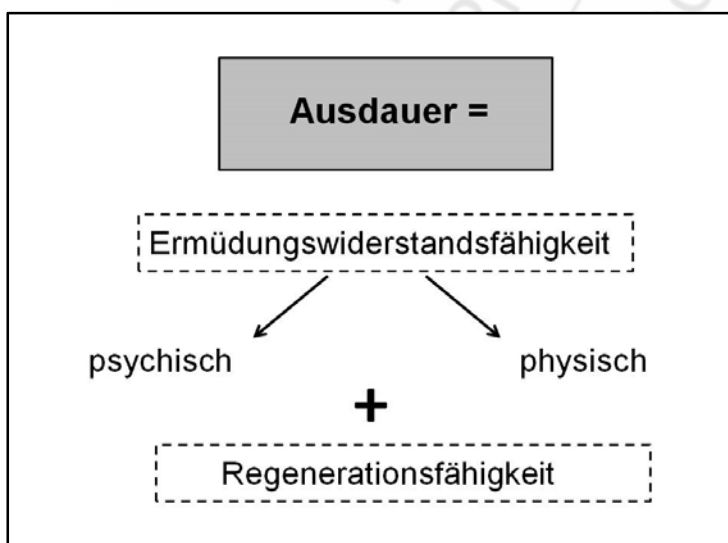 Ausdauer =
Ermüdungswiderstandsfähigkeit
psychisch physisch
+
Regenerationsfähigkeit